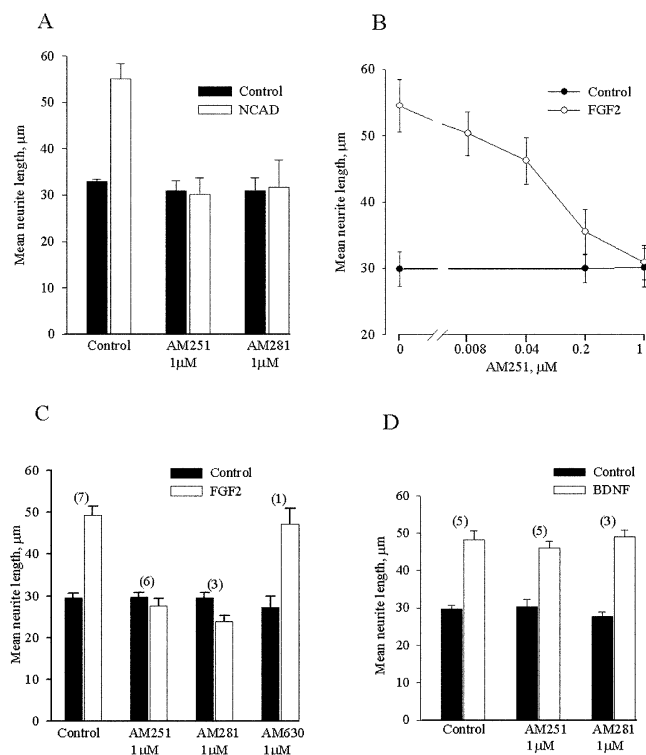 A
60
50
40
30
20
10
0
Mean neurite length, µm
Control
NCAD
Control
AM251
1µM
AM281
1µM
B
60
50
40
30
20
Mean neurite length, µm
Control
FGF2
0
0.008
0.04
0.2
1
AM251, µM
C
60
50
40
30
20
10
0
Mean neurite length, µm
Control
FGF2
(7)
(6)
(3)
(1)
Control
AM251
1µM
AM281
1µM
AM630
1µM
D
60
50
40
30
20
10
0
Mean neurite length, µm
Control
BDNF
(5)
(5)
(3)
Control
AM251
1µM
AM281
1µM